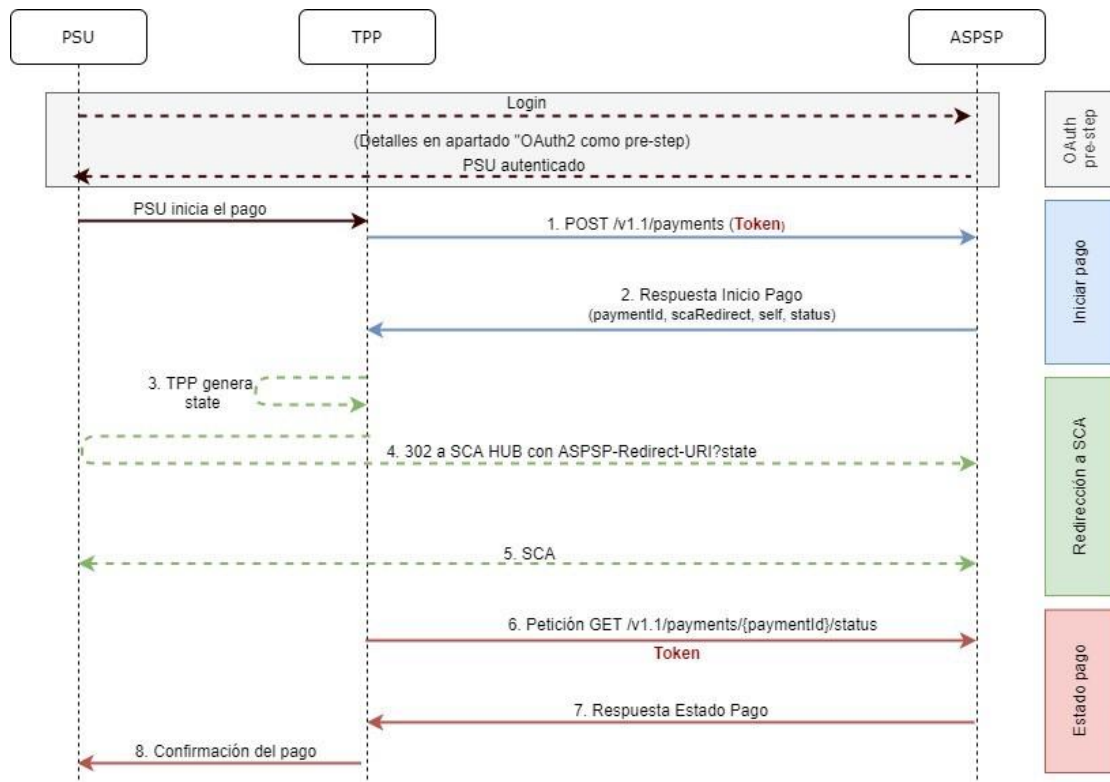 PSU
TPP
ASPSP
Login
(Detalles en apartado "OAuth2 como pre-step)
PSU autenticado
OAuth
pre-step
PSU inicia el pago
1. POST /v1.1/payments (Token)
2. Respuesta Inicio Pago
(paymentId, scaRedirect, self, status)
Iniciar pago
3. TPP genera
state
4. 302 a SCA HUB con ASPSP-Redirect-URI?state
5. SCA
Redirección a SCA
6. Petición GET /v1.1/payments/{paymentId}/status
Token
7. Respuesta Estado Pago
8. Confirmación del pago
Estado pago